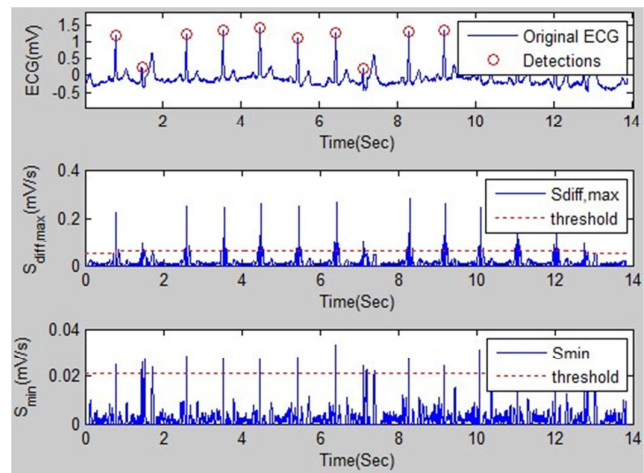 ECG(mV)
1.5
1
0.5
0
-0.5
Original ECG
Detections
2
4
6
8
10
12
14
Time(Sec)
Sdiff,max(mV/s)
0.4
0.2
0
Sdiff,max
threshold
0
2
4
6
8
10
12
14
Time(Sec)
Smin(mV/s)
0.04
0.02
0
Smin
threshold
0
2
4
6
8
10
12
14
Time(Sec)